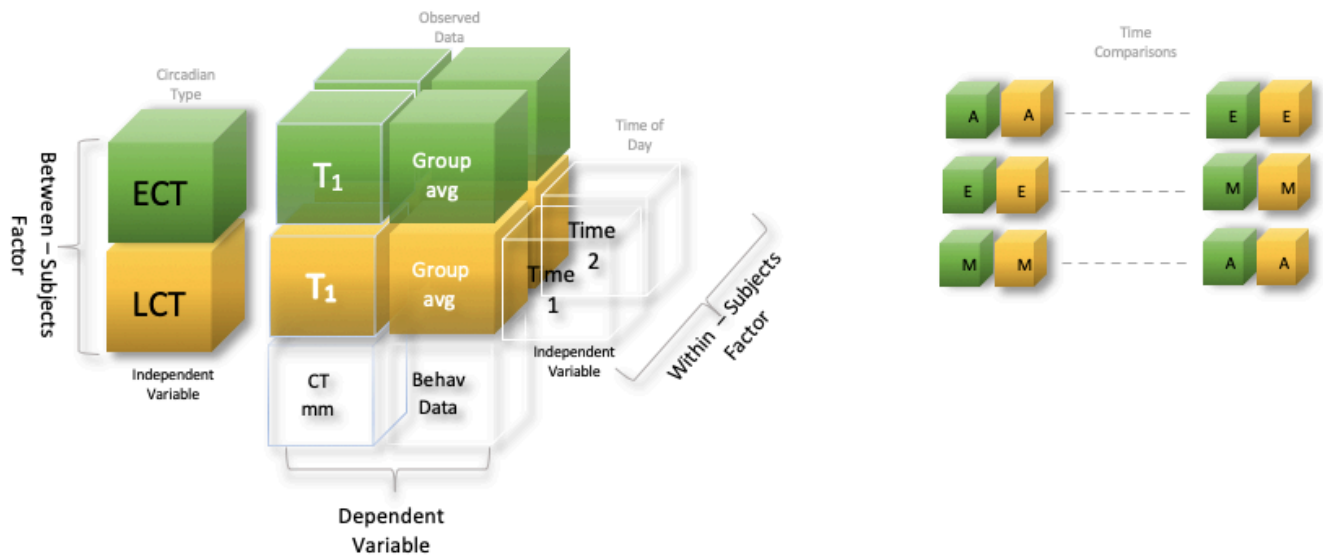 Observed
Data
Circadian
Type
Between – Subjects
Factor
ECT
LCT
Independent
Variable
T1
Group
avg
T1
Group
avg
CT
mm
Behav
Data
Dependent
Variable
Time of
Day
Time
2
Time
1
Independent
Variable
Within – Subjects
Factor
Time
Comparisons
A A E E
E E M M
M M A A